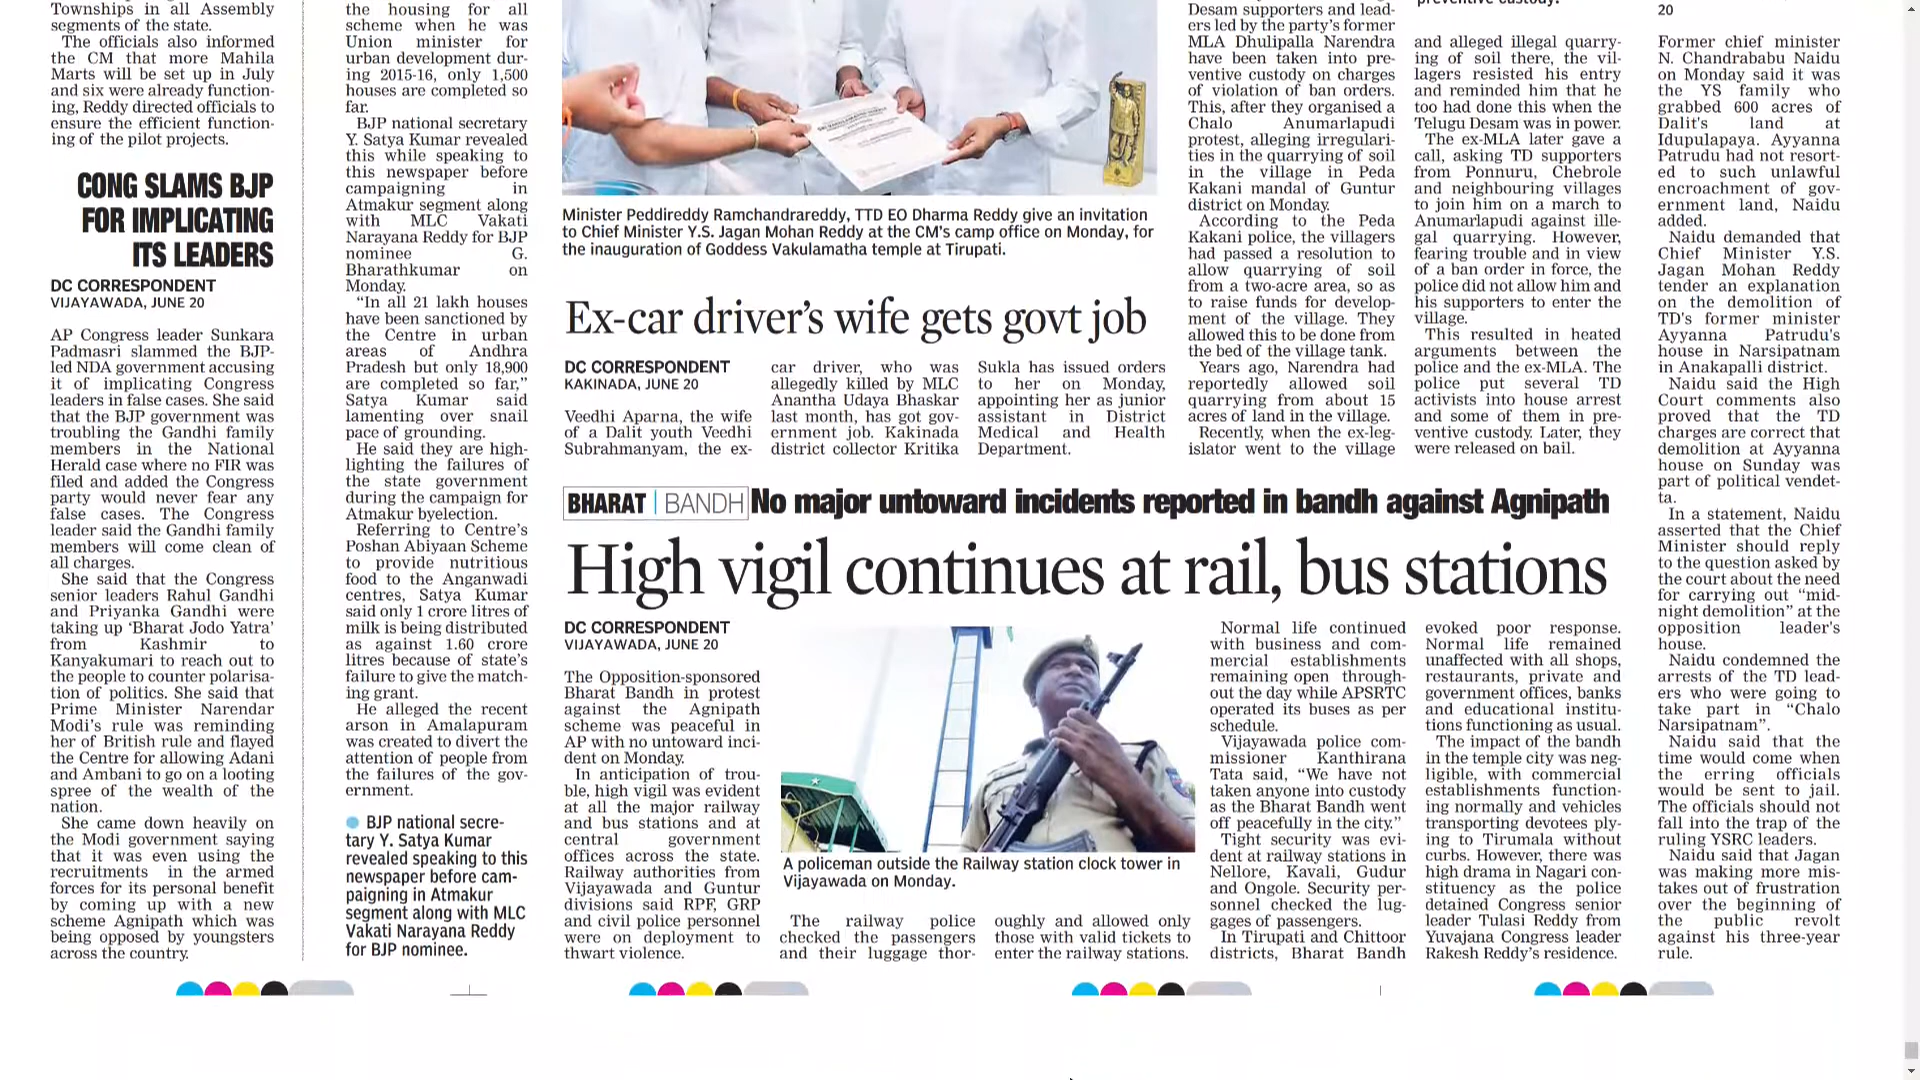 Townships in all Assembly
segments of the state.
The officials also informed
the CM that more Mahila
Marts will be set up in July
and six were already function-
ing, Reddy directed officials to
ensure the efficient function-
ing of the pilot projects.
CONG SLAMS BJP
FOR IMPLICATING
ITS LEADERS
DC CORRESPONDENT
VIJAYAWADA, JUNE 20
AP Congress leader Sunkara
Padmasri slammed the BJP-
led NDA government accusing
it of implicating Congress
leaders in false cases. She said
that the BJP government was
troubling the Gandhi family
members in the National
Herald case where no FIR was
filed and added the Congress
party would never fear any
false cases. The Congress
leader said the Gandhi family
members will come clean of
all charges.
She said that the Congress
senior leaders Rahul Gandhi
and Priyanka Gandhi were
taking up ‘Bharat Jodo Yatra’
from Kashmir to
Kanyakumari to reach out to
the people to counter polarisa-
tion of politics. She said that
Prime Minister Narendar
Modi’s rule was reminding
her of British rule and flayed
the Centre for allowing Adani
and Ambani to go on a looting
spree of the wealth of the
nation.
She came down heavily on
the Modi government saying
that it was even using the
recruitments in the armed
forces for its personal benefit
by coming up with a new
scheme Agnipath which was
being opposed by youngsters
across the country.
the housing for all
scheme when he was
Union minister for
urban development dur-
ing 2015-16, only 1,500
houses are completed so
far.
BJP national secretary
Y. Satya Kumar revealed
this while speaking to
this newspaper before
campaigning in
Atmakur segment along
with MLC Vakati
Narayana Reddy for BJP
nominee G.
Bharathkumar on
Monday.
“In all 21 lakh houses
have been sanctioned by
the Centre in urban
areas of Andhra
Pradesh but only 18,900
are completed so far,”
Satya Kumar said
lamenting over snail
pace of grounding.
He said they are high-
lighting the failures of
the state government
during the campaign for
Atmakur byelection.
Referring to Centre’s
Poshan Abiyaan Scheme
to provide nutritious
food to the Anganwadi
centres, Satya Kumar
said only 1 crore litres of
milk is being distributed
as against 1.60 crore
litres because of state’s
failure to give the match-
ing grant.
He alleged the recent
arson in Amalapuram
was created to divert the
attention of people from
the failures of the gov-
ernment.
BJP national secre-
tary Y. Satya Kumar
revealed speaking to this
newspaper before cam-
paigning in Atmakur
segment along with MLC
Vakati Narayana Reddy
for BJP nominee.
Minister Peddireddy Ramchandrareddy, TTD EO Dharma Reddy give an invitation
to Chief Minister Y.S. Jagan Mohan Reddy at the CM’s camp office on Monday, for
the inauguration of Goddess Vakulamatha temple at Tirupati.
Ex-car driver’s wife gets govt job
DC CORRESPONDENT
KAKINADA, JUNE 20
Veedhi Aparna, the wife
of a Dalit youth Veedhi
Subrahmanyam, the ex-
car driver, who was
allegedly killed by MLC
Anantha Udaya Bhaskar
last month, has got gov-
ernment job. Kakinada
district collector Kritika
Sukla has issued orders
to her on Monday,
appointing her as junior
assistant in District
Medical and Health
Department.
Desam supporters and lead-
ers led by the party’s former
MLA Dhulipalla Narendra
have been taken into pre-
ventive custody on charges
of violation of ban orders.
This, after they organised a
Chalo Anumarlapudi
protest, alleging irregulari-
ties in the quarrying of soil
in the village in Peda
Kakani mandal of Guntur
district on Monday.
According to the Peda
Kakani police, the villagers
had passed a resolution to
allow quarrying of soil
from a two-acre area, so as
to raise funds for develop-
ment of the village. They
allowed this to be done from
the bed of the village tank.
Years ago, Narendra had
reportedly allowed soil
quarrying from about 15
acres of land in the village.
Recently, when the ex-leg-
islator went to the village
preventive custody.
and alleged illegal quarry-
ing of soil there, the vil-
lagers resisted his entry
and reminded him that he
too had done this when the
Telugu Desam was in power.
The ex-MLA later gave a
call, asking TD supporters
from Ponnuru, Chebrole
and neighbouring villages
to join him on a march to
Anumarlapudi against ille-
gal quarrying. However,
fearing trouble and in view
of a ban order in force, the
police did not allow him and
his supporters to enter the
village.
This resulted in heated
arguments between the
police and the ex-MLA. The
police put several TD
activists into house arrest
and some of them in pre-
ventive custody. Later, they
were released on bail.
BHARAT | BANDH No major untoward incidents reported in bandh against Agnipath
High vigil continues at rail, bus stations
DC CORRESPONDENT
VIJAYAWADA, JUNE 20
The Opposition-sponsored
Bharat Bandh in protest
against the Agnipath
scheme was peaceful in
AP with no untoward inci-
dent on Monday.
In anticipation of trou-
ble, high vigil was evident
at all the major railway
and bus stations and at
central government
offices across the state.
Railway authorities from
Vijayawada and Guntur
divisions said RPF, GRP
and civil police personnel
were on deployment to
thwart violence.
A policeman outside the Railway station clock tower in
Vijayawada on Monday.
The railway police
checked the passengers
and their luggage thor-
oughly and allowed only
those with valid tickets to
enter the railway stations.
Normal life continued
with business and com-
mercial establishments
remaining open through-
out the day while APSRTC
operated its buses as per
schedule.
Vijayawada police com-
missioner Kanthirana
Tata said, “We have not
taken anyone into custody
as the Bharat Bandh went
off peacefully in the city.”
Tight security was evi-
dent at railway stations in
Nellore, Kavali, Gudur
and Ongole. Security per-
sonnel checked the lug-
gages of passengers.
In Tirupati and Chittoor
districts, Bharat Bandh
evoked poor response.
Normal life remained
unaffected with all shops,
restaurants, private and
government offices, banks
and educational institu-
tions functioning as usual.
The impact of the bandh
in the temple city was neg-
ligible, with commercial
establishments function-
ing normally and vehicles
transporting devotees ply-
ing to Tirumala without
curbs. However, there was
high drama in Nagari con-
stituency as the police
detained Congress senior
leader Tulasi Reddy from
Yuvajana Congress leader
Rakesh Reddy’s residence.
20
Former chief minister
N. Chandrababu Naidu
on Monday said it was
the YS family who
grabbed 600 acres of
Dalit's land at
Idupulapaya. Ayyanna
Patrudu had not resort-
ed to such unlawful
encroachment of gov-
ernment land, Naidu
added.
Naidu demanded that
Chief Minister Y.S.
Jagan Mohan Reddy
tender an explanation
on the demolition of
TD’s former minister
Ayyanna Patrudu’s
house in Narsipatnam
in Anakapalli district.
Naidu said the High
Court comments also
proved that the TD
charges are correct that
demolition at Ayyanna
house on Sunday was
part of political vendet-
ta.
In a statement, Naidu
asserted that the Chief
Minister should reply
to the question asked by
the court about the need
for carrying out “mid-
night demolition” at the
opposition leader’s
house.
Naidu condemned the
arrests of the TD lead-
ers who were going to
take part in “Chalo
Narsipatnam”.
Naidu said that the
time would come when
the erring officials
would be sent to jail.
The officials should not
fall into the trap of the
ruling YSRC leaders.
Naidu said that Jagan
was making more mis-
takes out of frustration
over the beginning of
the public revolt
against his three-year
rule.